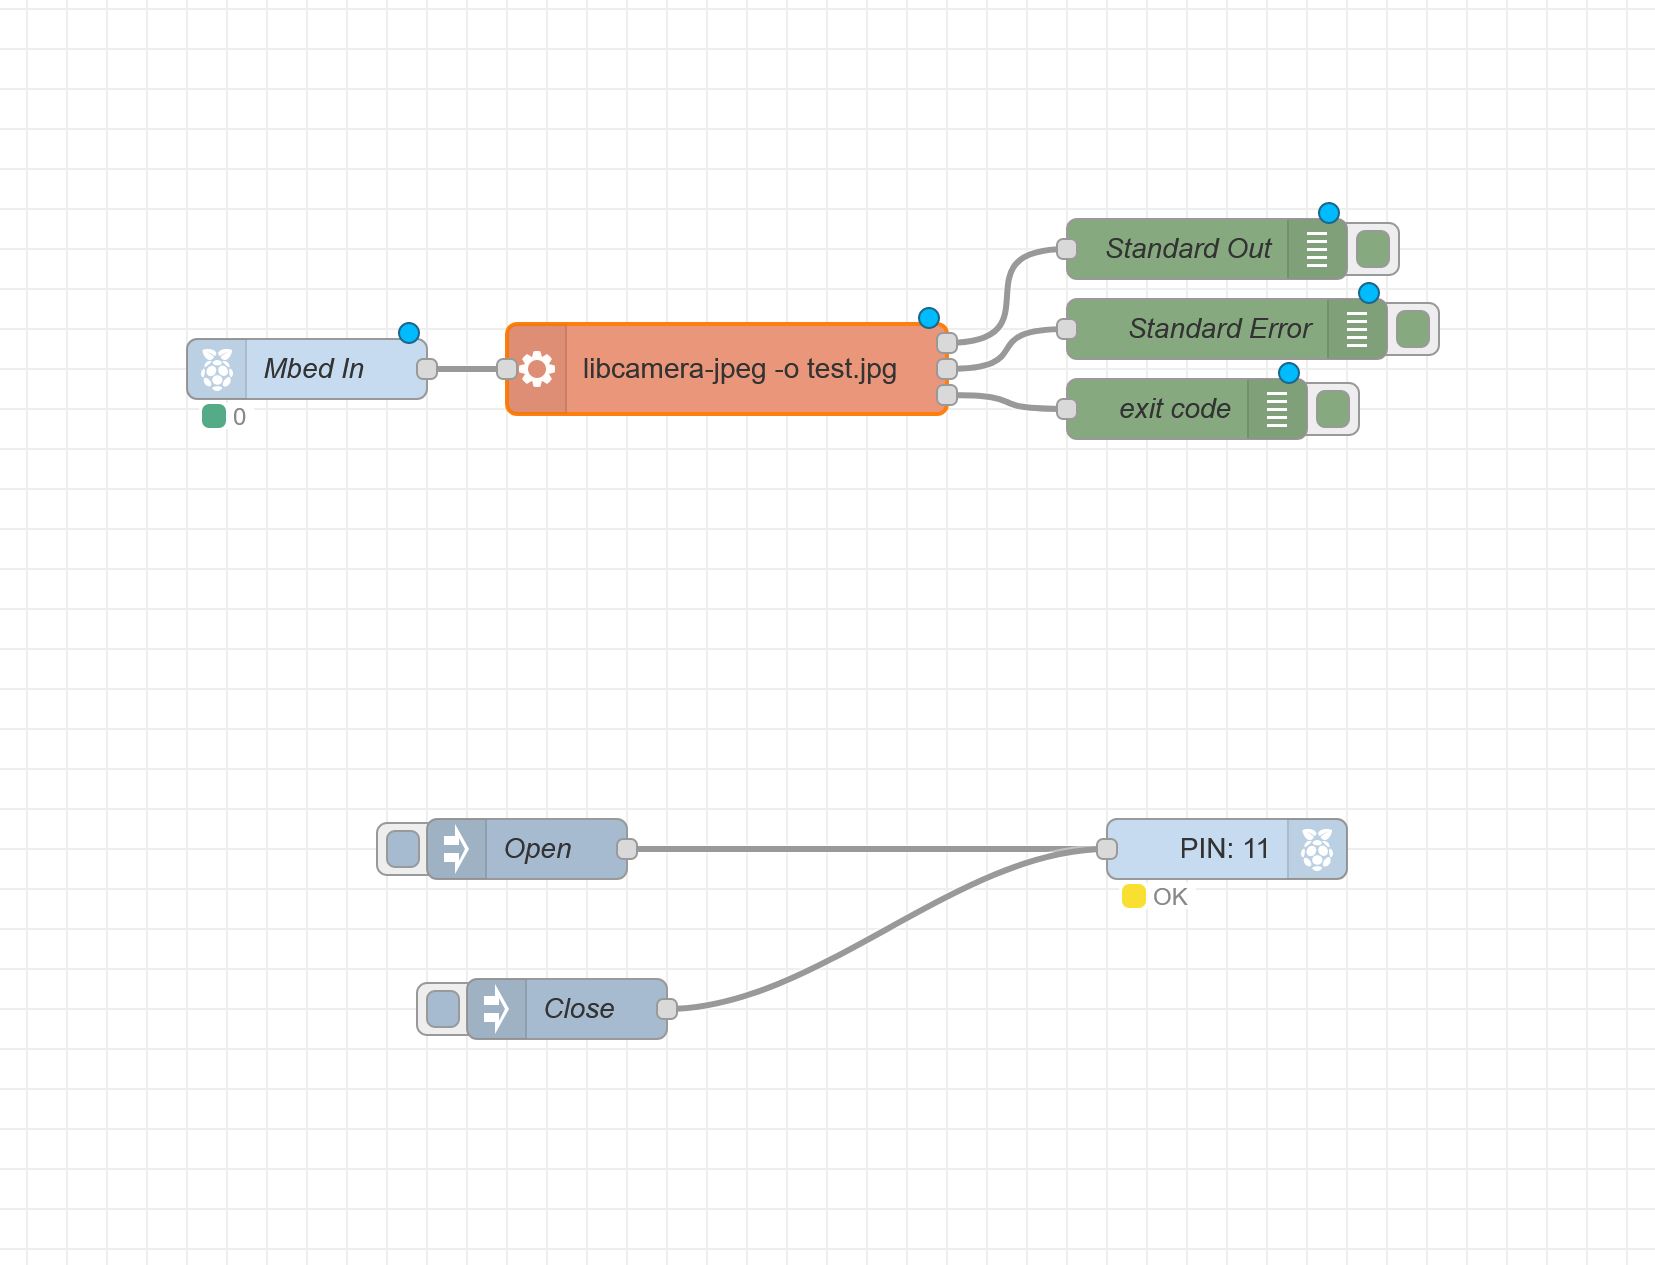 Standard Out
Standard Error
Mbed In
libcamera-jpeg -o test.jpg
exit code
0
Open
PIN: 11
OK
Close